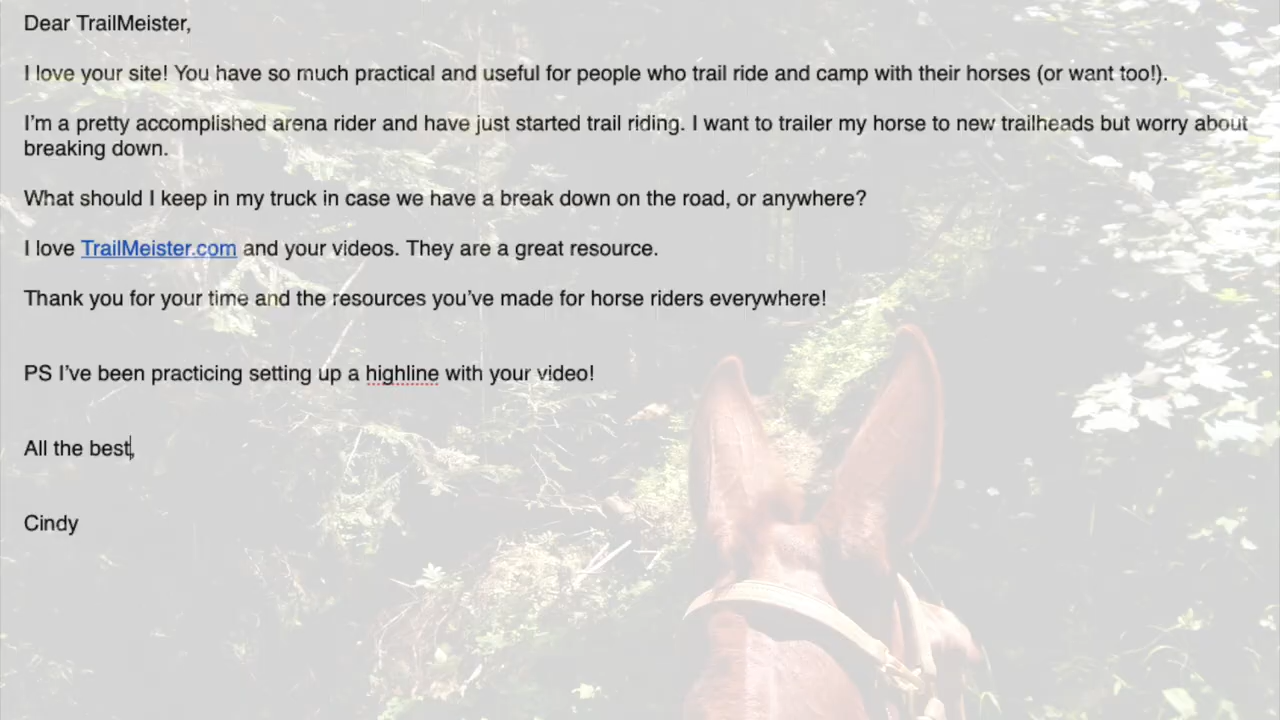 Dear TrailMeister,
I love your site! You have so much practical and useful for people who trail ride and camp with their horses (or want too!).
I’m a pretty accomplished arena rider and have just started trail riding. I want to trailer my horse to new trailheads but worry about
breaking down.
What should I keep in my truck in case we have a break down on the road, or anywhere?
I love TrailMeister.com and your videos. They are a great resource.
Thank you for your time and the resources you’ve made for horse riders everywhere!
PS I’ve been practicing setting up a highline with your video!
All the best,
Cindy